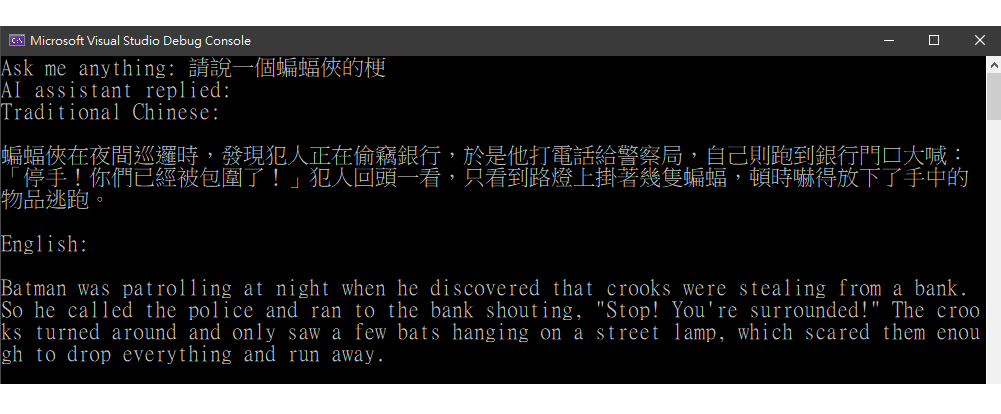 Microsoft Visual Studio Debug Console
Ask me anything: 請說一個蝙蝠俠的梗
AI assistant replied:
Traditional Chinese:
蝙蝠俠在夜間巡邏時，發現犯人正在偷竊銀行，於是他打電話給警察局，自己則跑到銀行門口大喊：
「停手！你們已經被包圍了！」犯人回頭一看，只看到路燈上掛著幾隻蝙蝠，頓時嚇得放下了手中的
物品逃跑。
English:
Batman was patrolling at night when he discovered that crooks were stealing from a bank.
So he called the police and ran to the bank shouting, "Stop! You're surrounded!" The croo
ks turned around and only saw a few bats hanging on a street lamp, which scared them enou
gh to drop everything and run away.